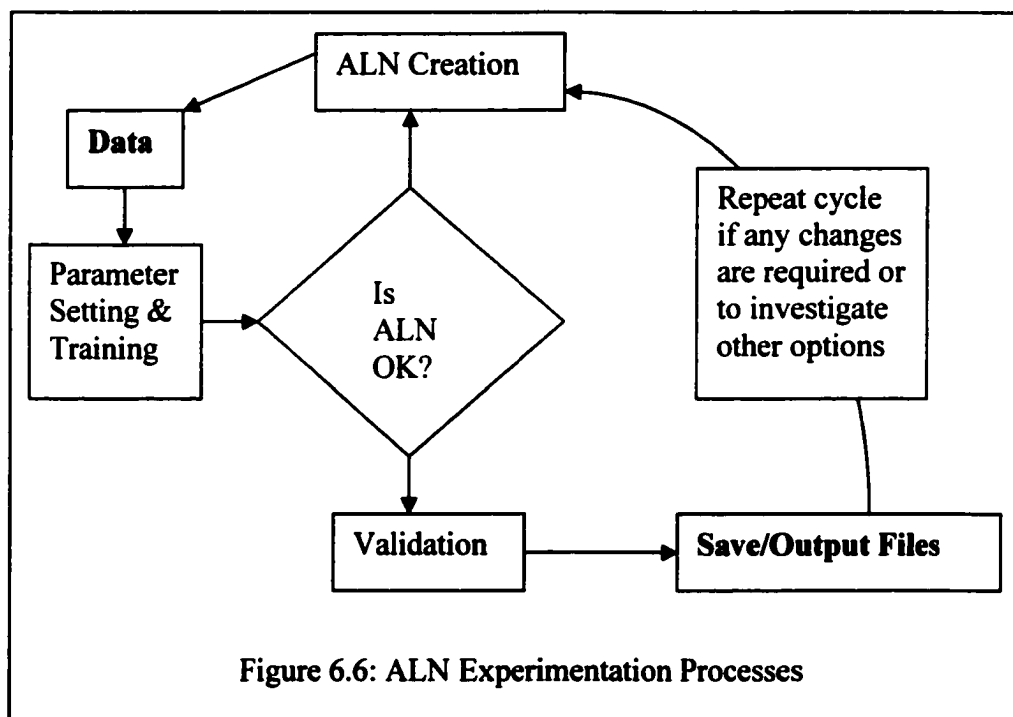 ALN Creation
Data
Parameter
Setting &
Training
Is
ALN
OK?
Repeat cycle
if any changes
are required or
to investigate
other options
Validation
Save/Output Files
Figure 6.6: ALN Experimentation Processes